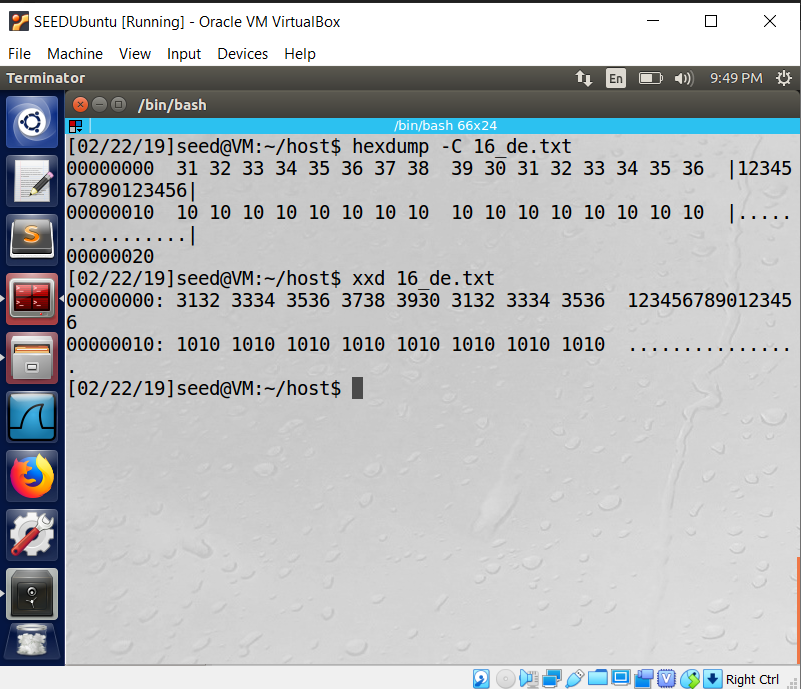 SEEDUbuntu [Running] - Oracle VM VirtualBox
File Machine View Input Devices Help
Terminator En 9:49 PM
/bin/bash
/bin/bash 66x24
[02/22/19]seed@VM:~/host$ hexdump -C 16_de.txt
00000000  31 32 33 34 35 36 37 38  39 30 31 32 33 34 35 36  |12345
67890123456|
00000010  10 10 10 10 10 10 10 10  10 10 10 10 10 10 10 10  |.....
...........|
00000020
[02/22/19]seed@VM:~/host$ xxd 16_de.txt
00000000: 3132 3334 3536 3738 3930 3132 3334 3536  123456789012345
6
00000010: 1010 1010 1010 1010 1010 1010 1010 1010  ...............
.
[02/22/19]seed@VM:~/host$
Right Ctrl